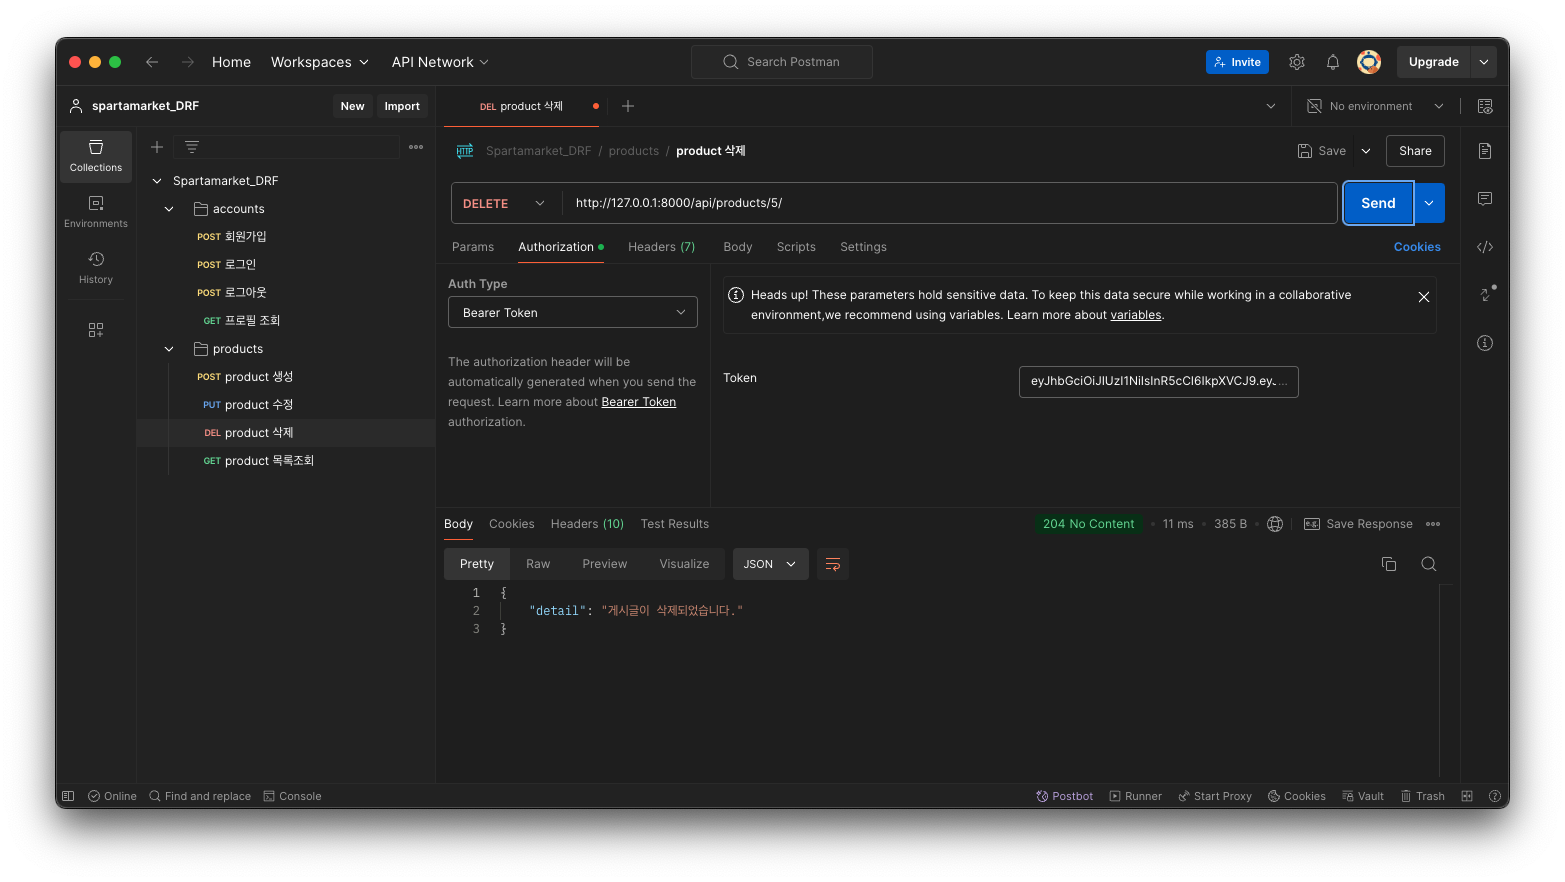 Home
Workspaces
API Network
Search Postman
Invite
Upgrade
spartamarket_DRF
New
Import
DEL product 삭제
No environment
Collections
Environments
History
Spartamarket_DRF
accounts
POST 회원가입
POST 로그인
POST 로그아웃
GET 프로필 조회
products
POST product 생성
PUT product 수정
DEL product 삭제
GET product 목록조회
HTTP Spartamarket_DRF / products / product 삭제
Save
Share
DELETE
http://127.0.0.1:8000/api/products/5/
Send
Params
Authorization
Headers (7)
Body
Scripts
Settings
Cookies
Auth Type
Bearer Token
The authorization header will be
automatically generated when you send the
request. Learn more about Bearer Token
authorization.
Heads up! These parameters hold sensitive data. To keep this data secure while working in a collaborative
environment,we recommend using variables. Learn more about variables.
Token
eyJhbGciOiJIUzI1NiIsInR5cCI6IkpXVCJ9.eyJ...
Body
Cookies
Headers (10)
Test Results
204 No Content
11 ms
385 B
e.g. Save Response
Pretty
Raw
Preview
Visualize
JSON
1 {
2 "detail": "게시글이 삭제되었습니다."
3 }
Online
Find and replace
Console
Postbot
Runner
Start Proxy
Cookies
Vault
Trash